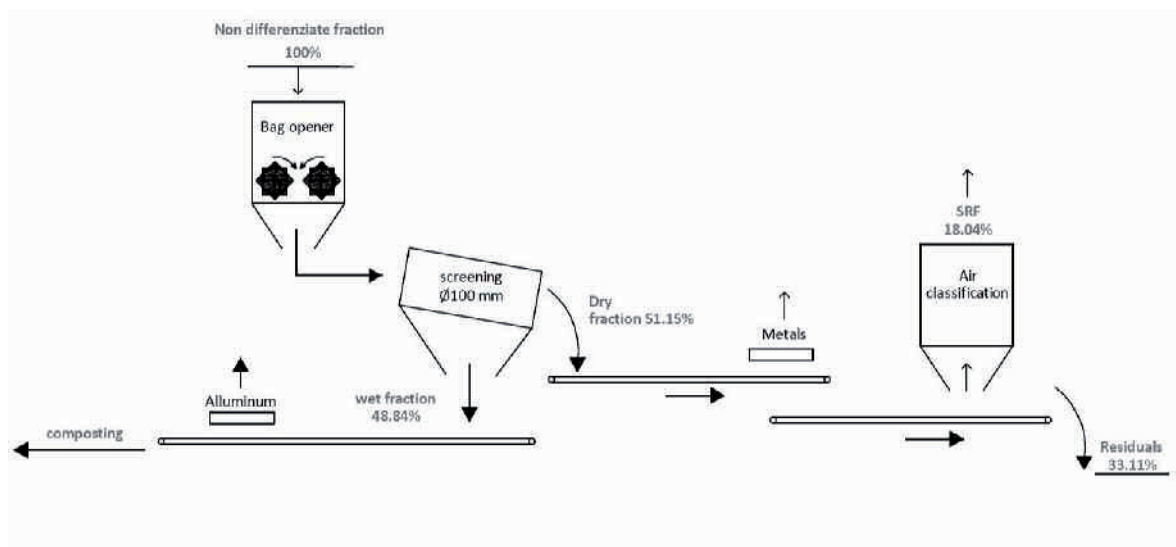 Non differenziate fraction
100%
Bag opener
SRF
18.04%
screening
Ø100 mm
Air
classification
Dry
fraction 51.15%
Metals
Alluminum
wet fraction
48.84%
composting
Residuals
33.11%